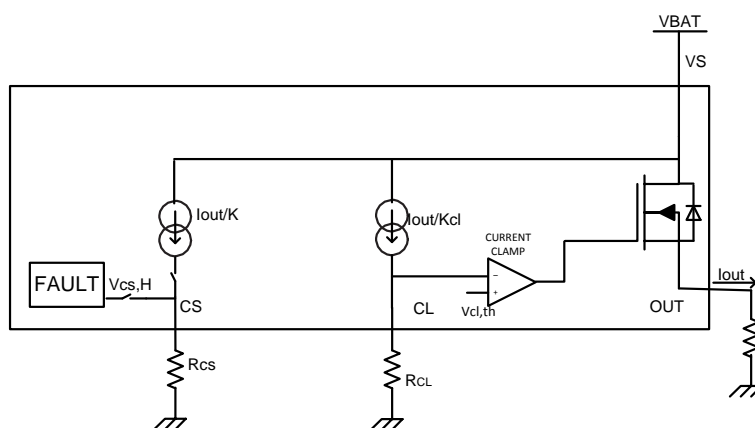 VBAT
VS
Iout/K
Iout/Kcl
CURRENT
CLAMP
FAULT
Vcs,H
CS
CL
Vcl,th
OUT
Iout
Rcs
RCL